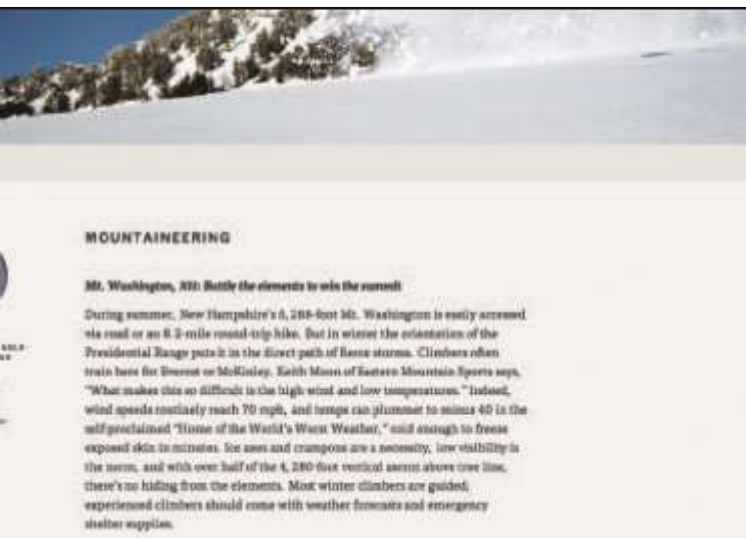 MOUNTAINEERING
Mt. Washington, NH: Battle the elements to win the summit
During summer, New Hampshire's 6,288-foot Mt. Washington is easily accessed
via road or an 8.2-mile round-trip hike. But in winter the orientation of the
Presidential Range puts it in the direct path of fierce storms. Climbers often
train here for Everest or McKinley. Keith Moon of Eastern Mountain Sports says,
"What makes this so difficult is the high wind and low temperatures." Indeed,
wind speeds routinely reach 70 mph, and temps can plummet to minus 40 in the
self-proclaimed "Home of the World's Worst Weather," cold enough to freeze
exposed skin in minutes. Ice axes and crampons are a necessity, low visibility is
the norm, and with over half of the 4,280-foot vertical ascent above tree line,
there's no hiding from the elements. Most winter climbers are guided;
experienced climbers should come with weather forecasts and emergency
shelter supplies.